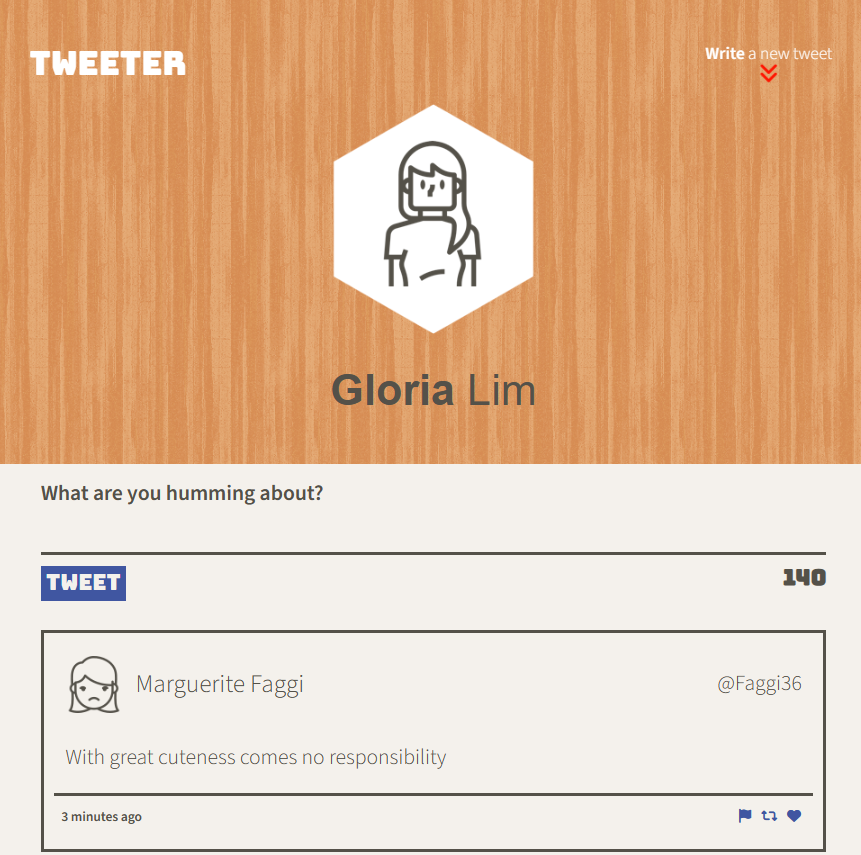 TWEETER
Write a new tweet
Gloria Lim
What are you humming about?
TWEET
140
Marguerite Faggi
@Faggi36
With great cuteness comes no responsibility
3 minutes ago